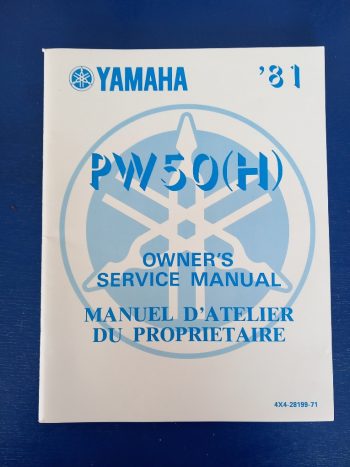 YAMAHA '81
PW50(H)
OWNER'S
SERVICE MANUAL
MANUEL D'ATELIER
DU PROPRIETAIRE
4X4-28199-71